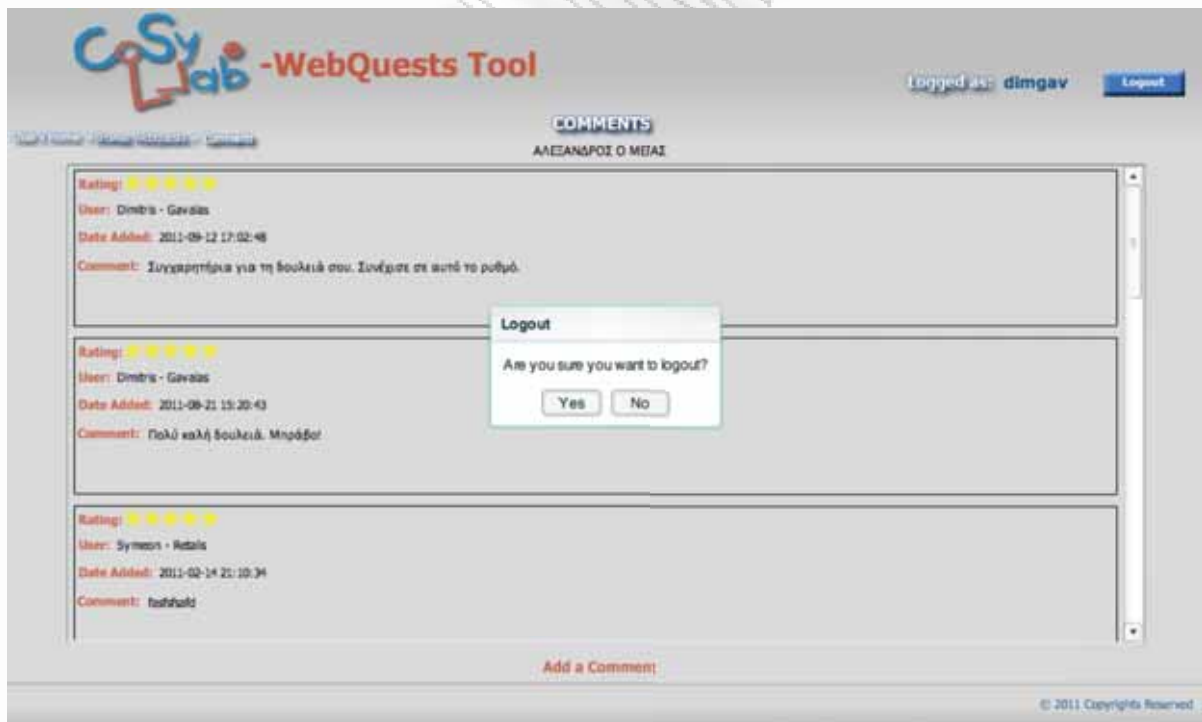 CoSy Lab -WebQuests Tool
Logged as: dimgav
Logout
COMMENTS
ΑΛΕΞΑΝΔΡΟΣ Ο ΜΕΓΑΣ
Rating:
User: Dimitris - Gavalas
Date Added: 2011-09-12 17:02:48
Comment: Συγχαρητήρια για τη δουλειά σου. Συνέχισε σε αυτό το ρυθμό.
Logout
Are you sure you want to logout?
Yes No
Rating:
User: Dimitris - Gavalas
Date Added: 2011-08-21 15:20:43
Comment: Πολύ καλή δουλειά. Μπράβο!
Rating:
User: Symeon - Retalis
Date Added: 2011-02-14 21:10:34
Comment:
Add a Comment
© 2011 Copyrights Reserved